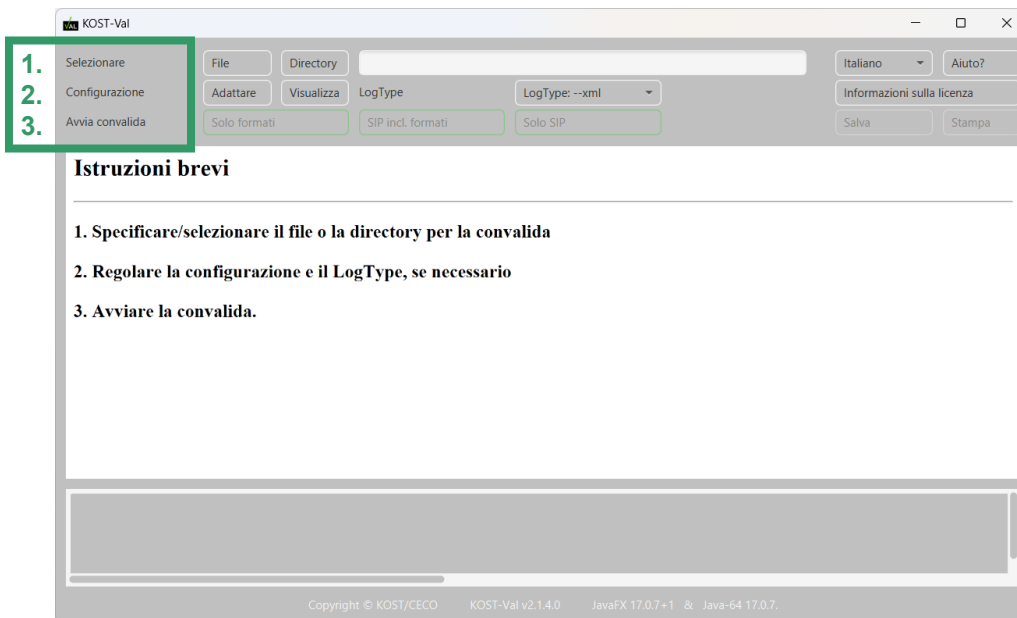 VAL KOST-Val
1. Selezionare File Directory Italiano Aiuto?
2. Configurazione Adattare Visualizza LogType LogType: --xml Informazioni sulla licenza
3. Avvia convalida Solo formati SIP incl. formati Solo SIP Salva Stampa
Istruzioni brevi
1. Specificare/selezionare il file o la directory per la convalida
2. Regolare la configurazione e il LogType, se necessario
3. Avviare la convalida.
Copyright © KOST/CECO KOST-Val v2.1.4.0 JavaFX 17.0.7+1 & Java-64 17.0.7.